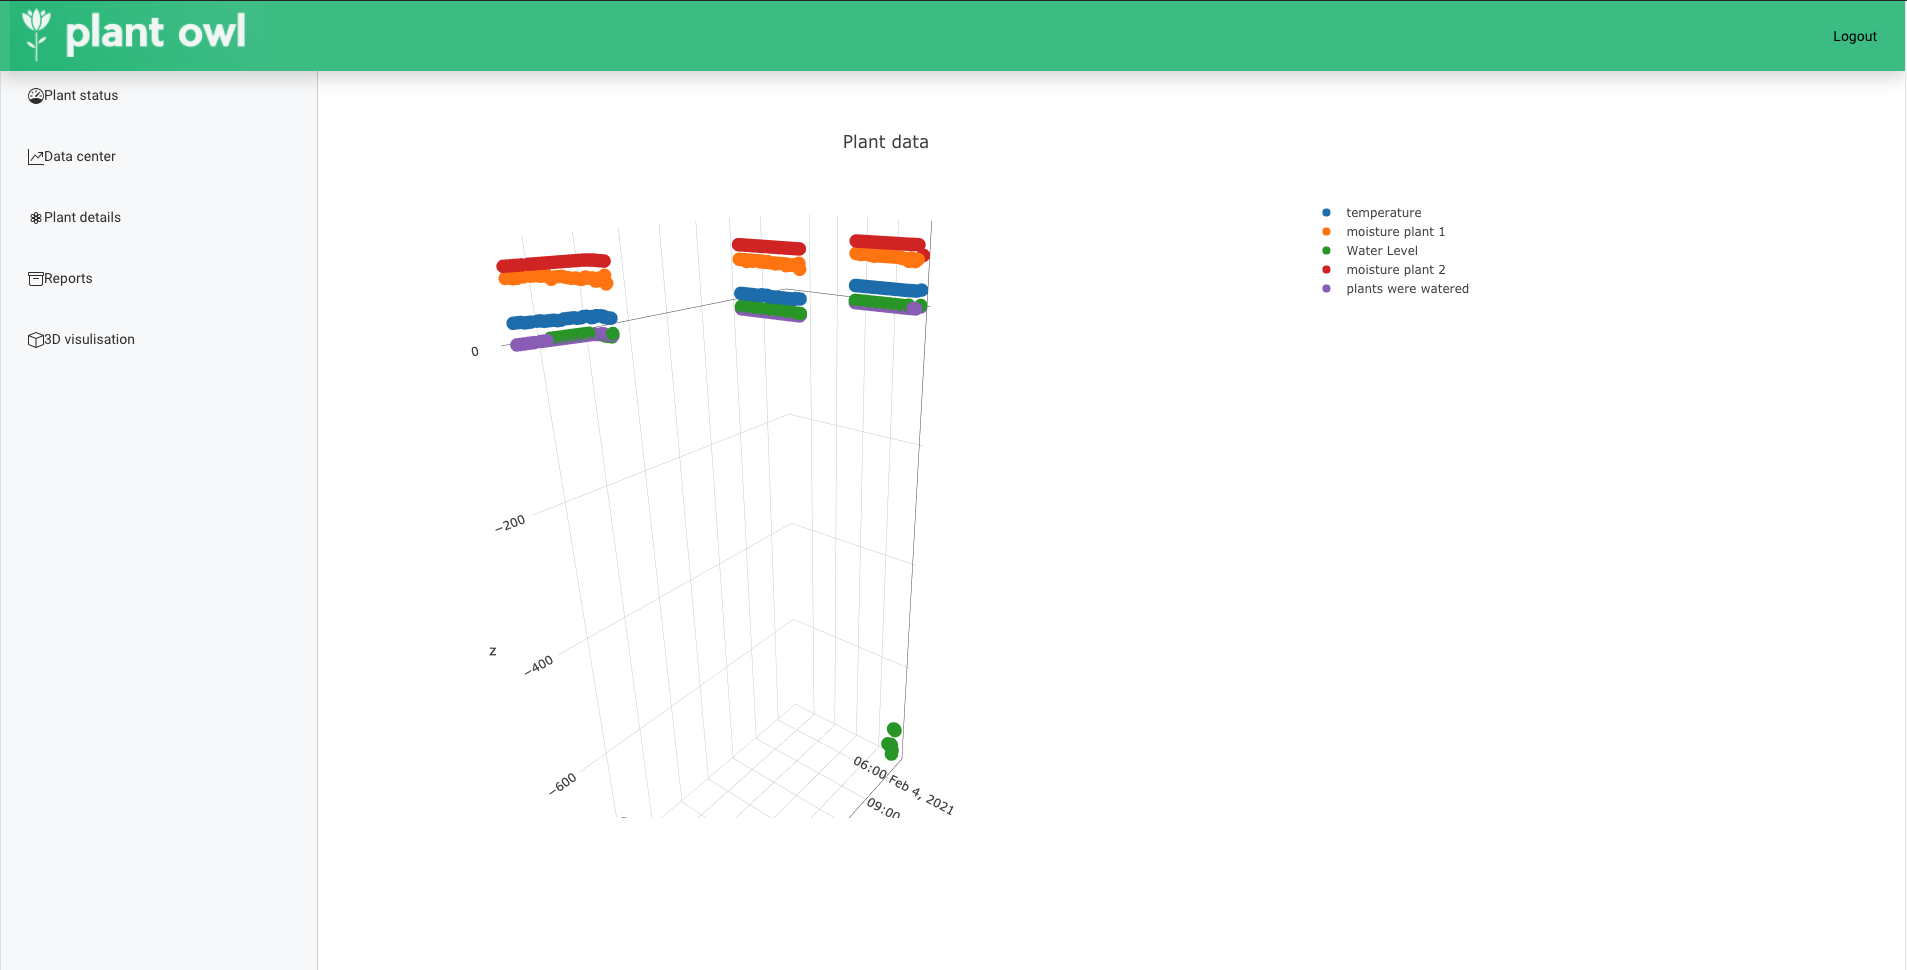 plant owl
Logout
Plant status
Data center
Plant details
Reports
3D visulisation
Plant data
temperature
moisture plant 1
Water Level
moisture plant 2
plants were watered
0
−200
z
−400
−600
06:00 Feb 4, 2021
09:00